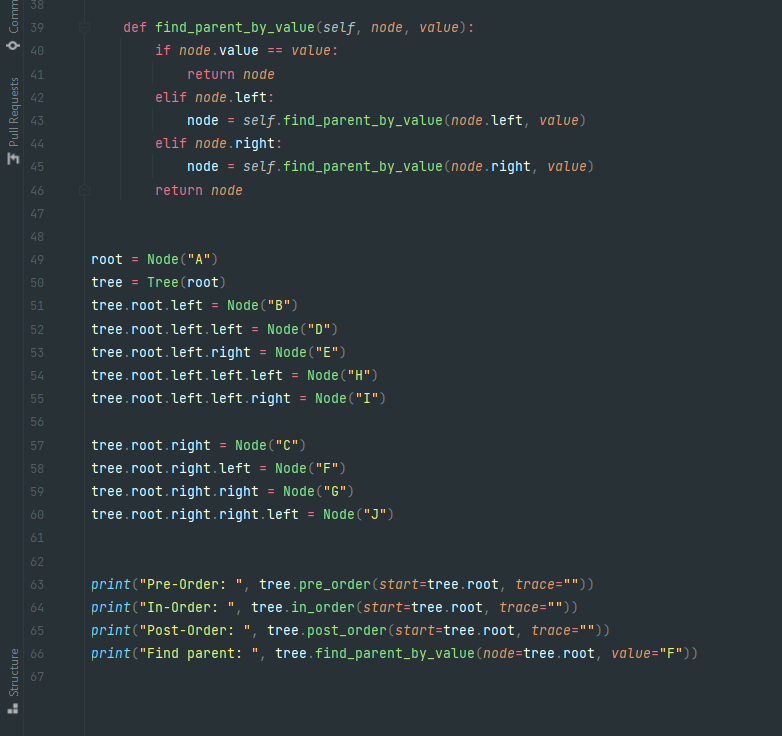 Comm
Pull Requests
Structure
38
39 def find_parent_by_value(self, node, value):
40 if node.value == value:
41 return node
42 elif node.left:
43 node = self.find_parent_by_value(node.left, value)
44 elif node.right:
45 node = self.find_parent_by_value(node.right, value)
46 return node
47
48
49 root = Node("A")
50 tree = Tree(root)
51 tree.root.left = Node("B")
52 tree.root.left.left = Node("D")
53 tree.root.left.right = Node("E")
54 tree.root.left.left.left = Node("H")
55 tree.root.left.left.right = Node("I")
56
57 tree.root.right = Node("C")
58 tree.root.right.left = Node("F")
59 tree.root.right.right = Node("G")
60 tree.root.right.right.left = Node("J")
61
62
63 print("Pre-Order: ", tree.pre_order(start=tree.root, trace=""))
64 print("In-Order: ", tree.in_order(start=tree.root, trace=""))
65 print("Post-Order: ", tree.post_order(start=tree.root, trace=""))
66 print("Find parent: ", tree.find_parent_by_value(node=tree.root, value="F"))
67